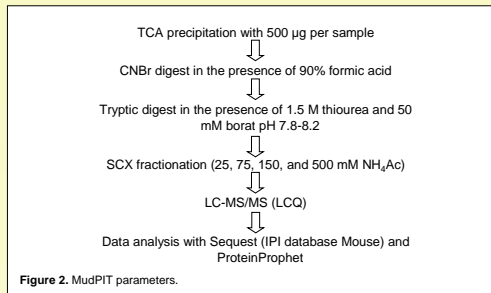 TCA precipitation with 500 µg per sample
CNBr digest in the presence of 90% formic acid
Tryptic digest in the presence of 1.5 M thiourea and 50
mM borat pH 7.8-8.2
SCX fractionation (25, 75, 150, and 500 mM NH₄Ac)
LC-MS/MS (LCQ)
Data analysis with Sequest (IPI database Mouse) and
ProteinProphet
Figure 2. MudPIT parameters.